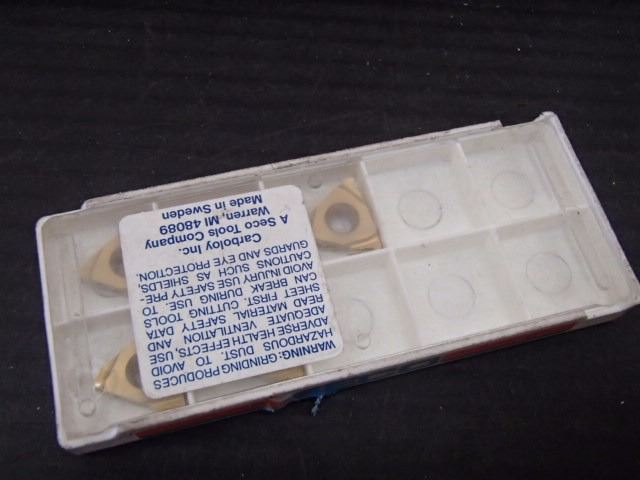 WARNING: GRINDING PRODUCES
HAZARDOUS DUST. TO AVOID
ADVERSE HEALTH EFFECTS, USE
ADEQUATE VENTILATION AND
READ MATERIAL SAFETY DATA
SHEET FIRST. CUTTING TOOLS
CAN BREAK DURING USE. TO
AVOID INJURY USE SAFETY PRE-
CAUTIONS SUCH AS SHIELDS,
GUARDS AND EYE PROTECTION.
Carboloy Inc.
A Seco Tools Company
Warren, MI 48089
Made in Sweden